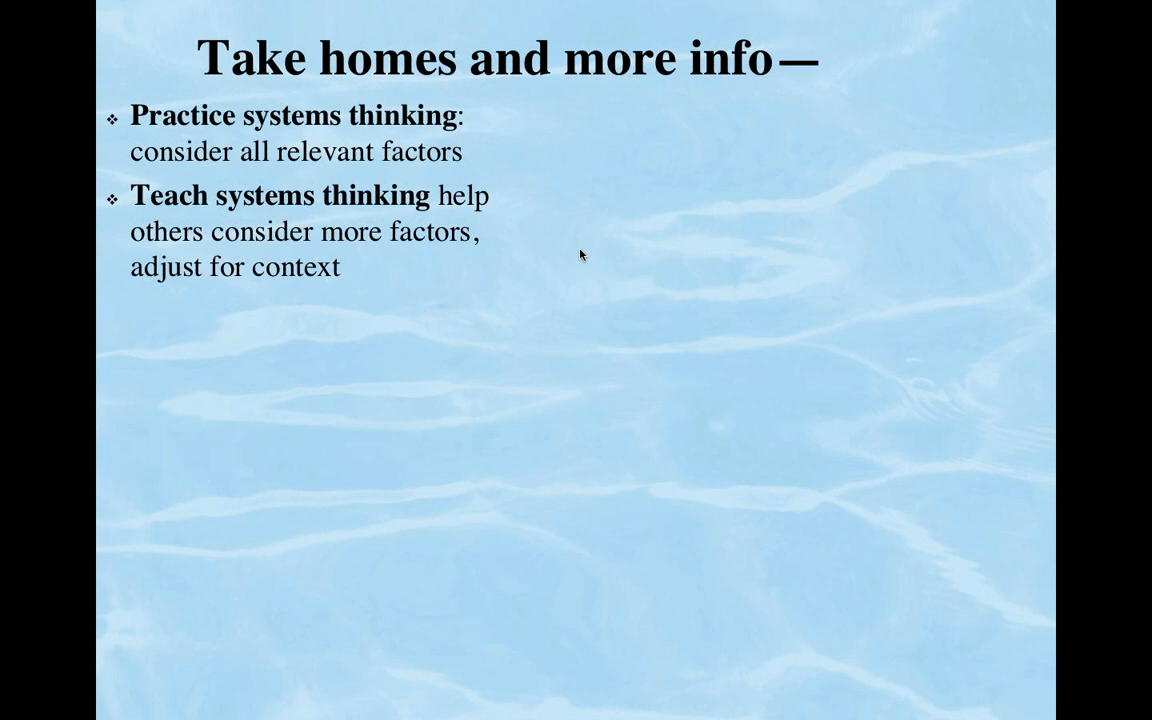 Take homes and more info—
❖ Practice systems thinking:
consider all relevant factors
❖ Teach systems thinking help
others consider more factors,
adjust for context